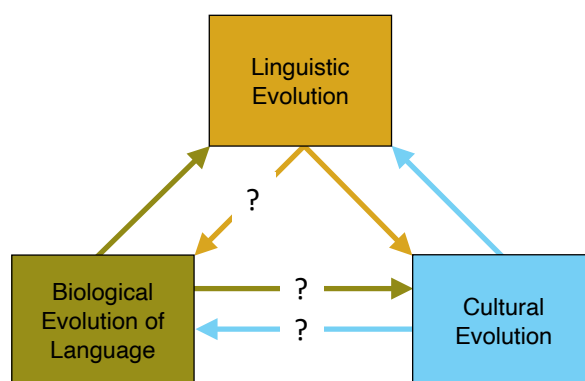 Linguistic
Evolution
?
Biological
Evolution of
Language
?
?
Cultural
Evolution